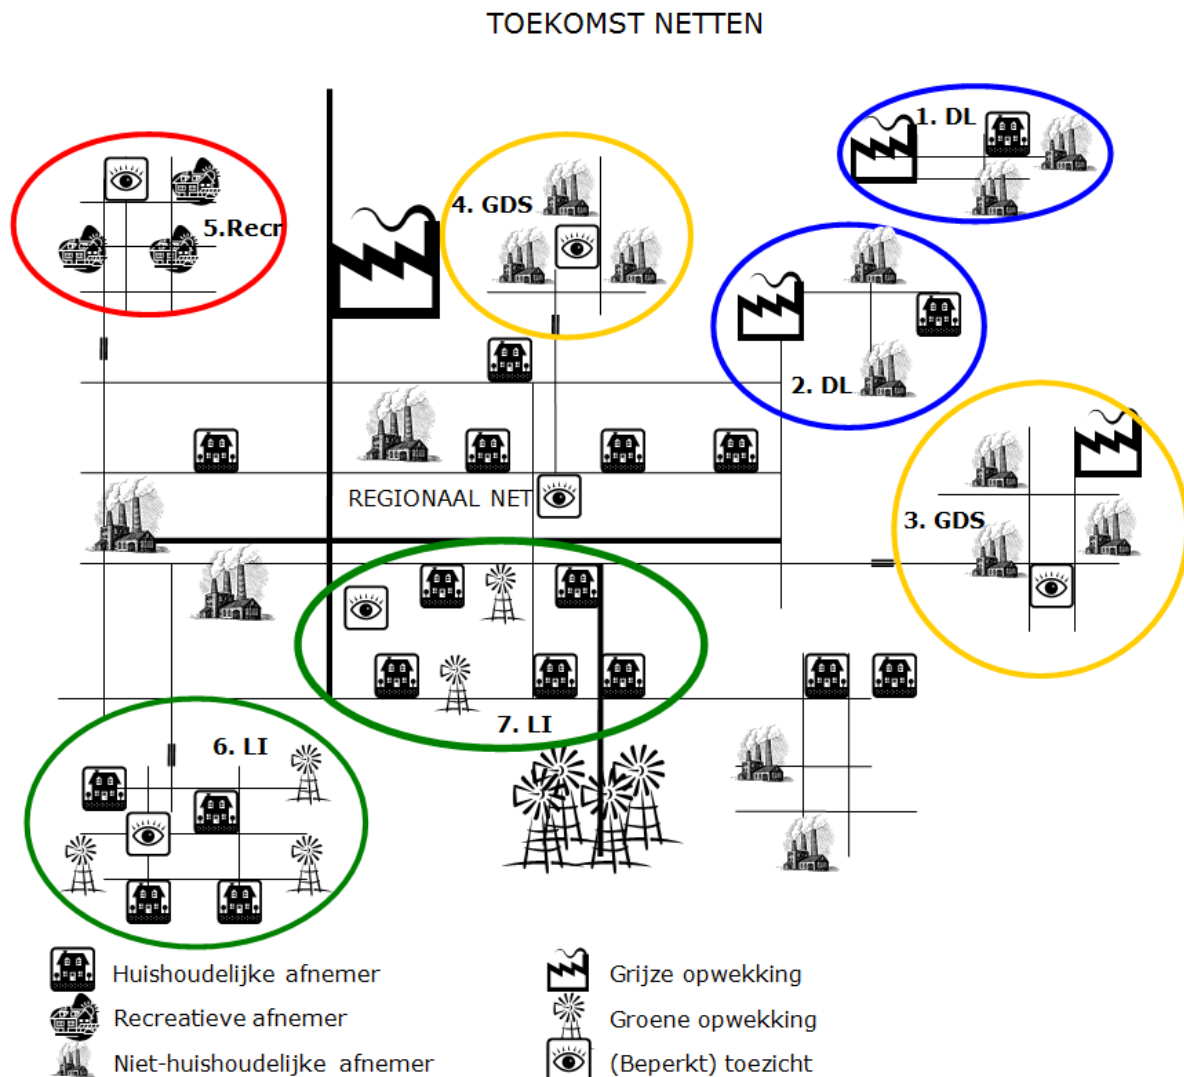 TOEKOMST NETTEN
1. DL
4. GDS
5.Recr
2. DL
REGIONAAL NET
3. GDS
7. LI
6. LI
Huishoudelijke afnemer
Grijze opwekking
Recreatieve afnemer
Groene opwekking
Niet-huishoudelijke afnemer
(Beperkt) toezicht